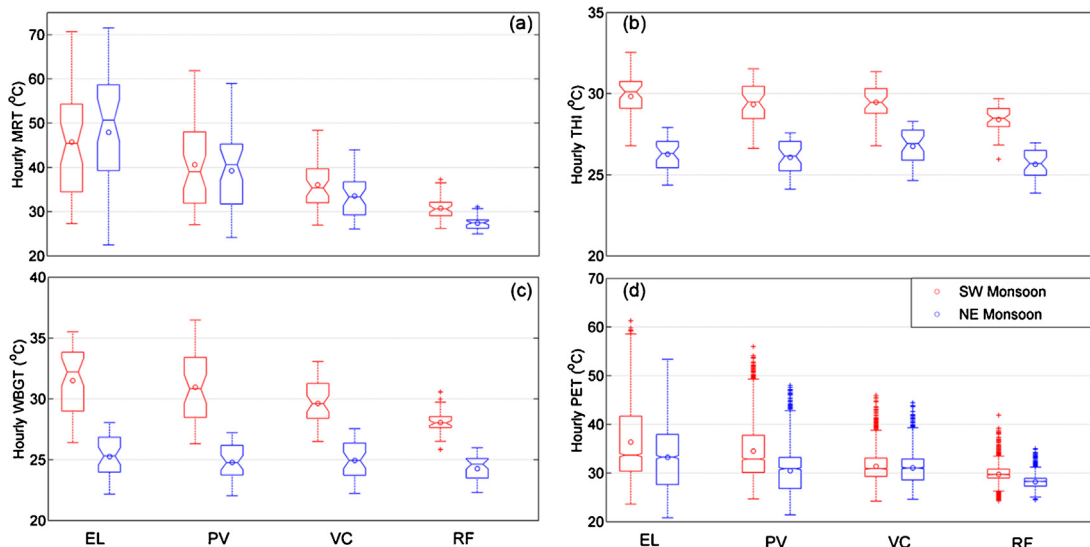 (a)
Hourly MRT (°C)
70
60
50
40
30
20
(b)
Hourly THI (°C)
35
30
25
20
(c)
Hourly WBGT (°C)
40
35
30
25
20
EL PV VC RF
(d)
SW Monsoon
NE Monsoon
Hourly PET (°C)
70
60
50
40
30
20
EL PV VC RF